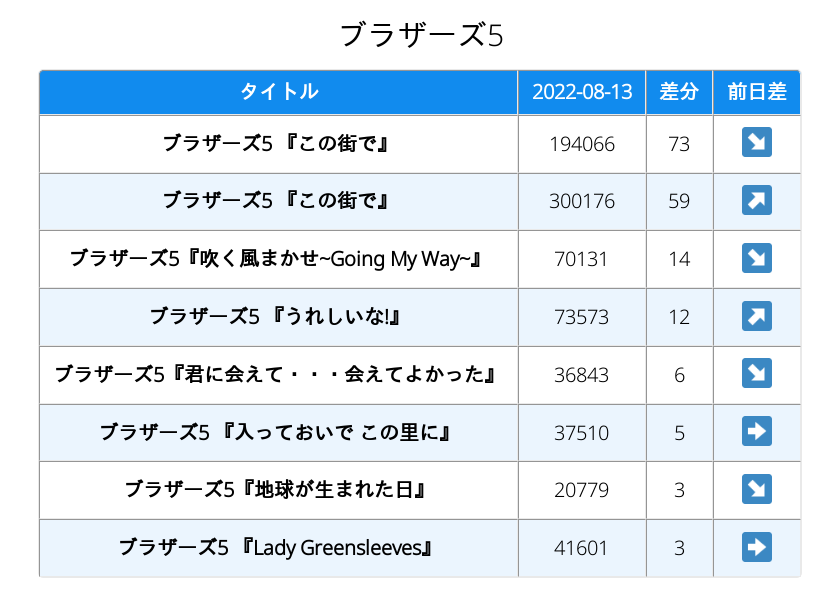 ブラザーズ5
タイトル 2022-08-13 差分 前日差
ブラザーズ5 『この街で』 194066 73 ↘
ブラザーズ5 『この街で』 300176 59 ↗
ブラザーズ5『吹く風まかせ~Going My Way~』 70131 14 ↘
ブラザーズ5 『うれしいな!』 73573 12 ↗
ブラザーズ5『君に会えて・・・会えてよかった』 36843 6 ↘
ブラザーズ5 『入っておいで この里に』 37510 5 ➡
ブラザーズ5『地球が生まれた日』 20779 3 ↘
ブラザーズ5 『Lady Greensleeves』 41601 3 ➡